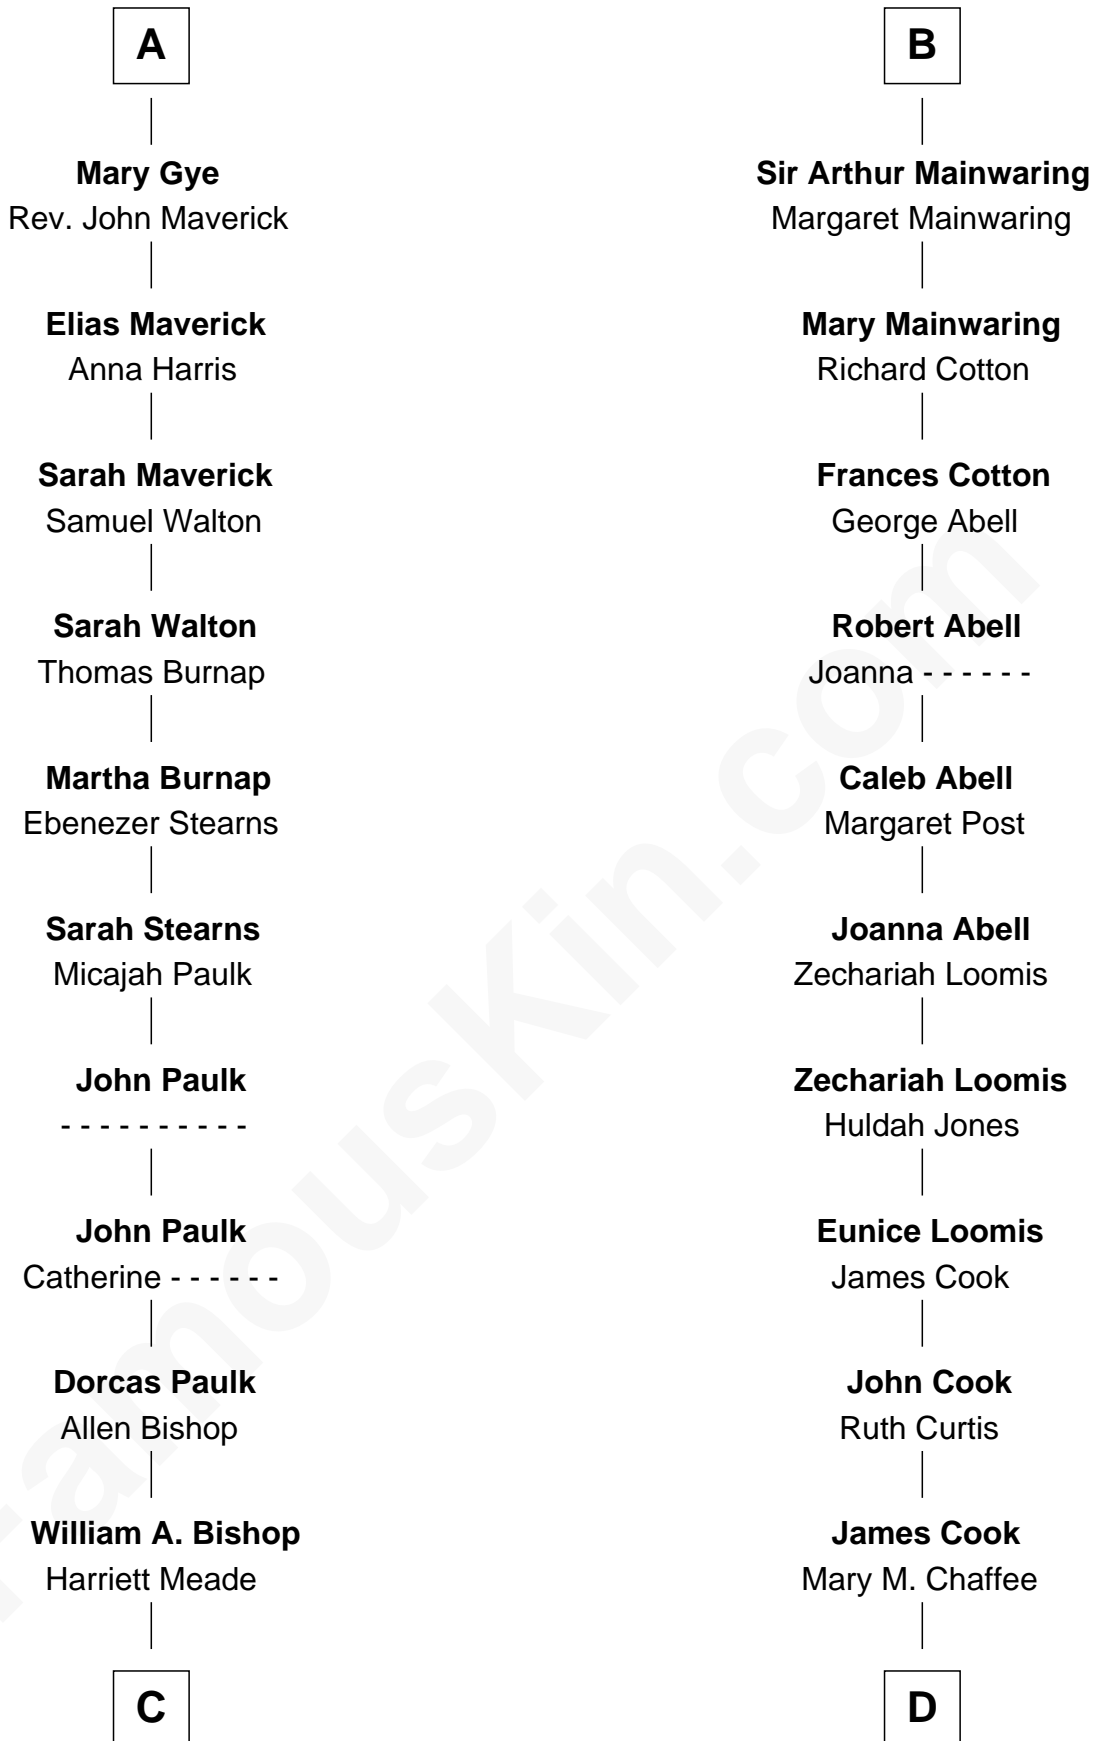 A
Mary Gye
Rev. John Maverick
Elias Maverick
Anna Harris
Sarah Maverick
Samuel Walton
Sarah Walton
Thomas Burnap
Martha Burnap
Ebenezer Stearns
Sarah Stearns
Micajah Paulk
John Paulk
- - - - - - - - - -
John Paulk
Catherine - - - - - -
Dorcas Paulk
Allen Bishop
William A. Bishop
Harriett Meade
C
B
Sir Arthur Mainwaring
Margaret Mainwaring
Mary Mainwaring
Richard Cotton
Frances Cotton
George Abell
Robert Abell
Joanna - - - - - -
Caleb Abell
Margaret Post
Joanna Abell
Zechariah Loomis
Zechariah Loomis
Huldah Jones
Eunice Loomis
James Cook
John Cook
Ruth Curtis
James Cook
Mary M. Chaffee
D
FamousKin.com